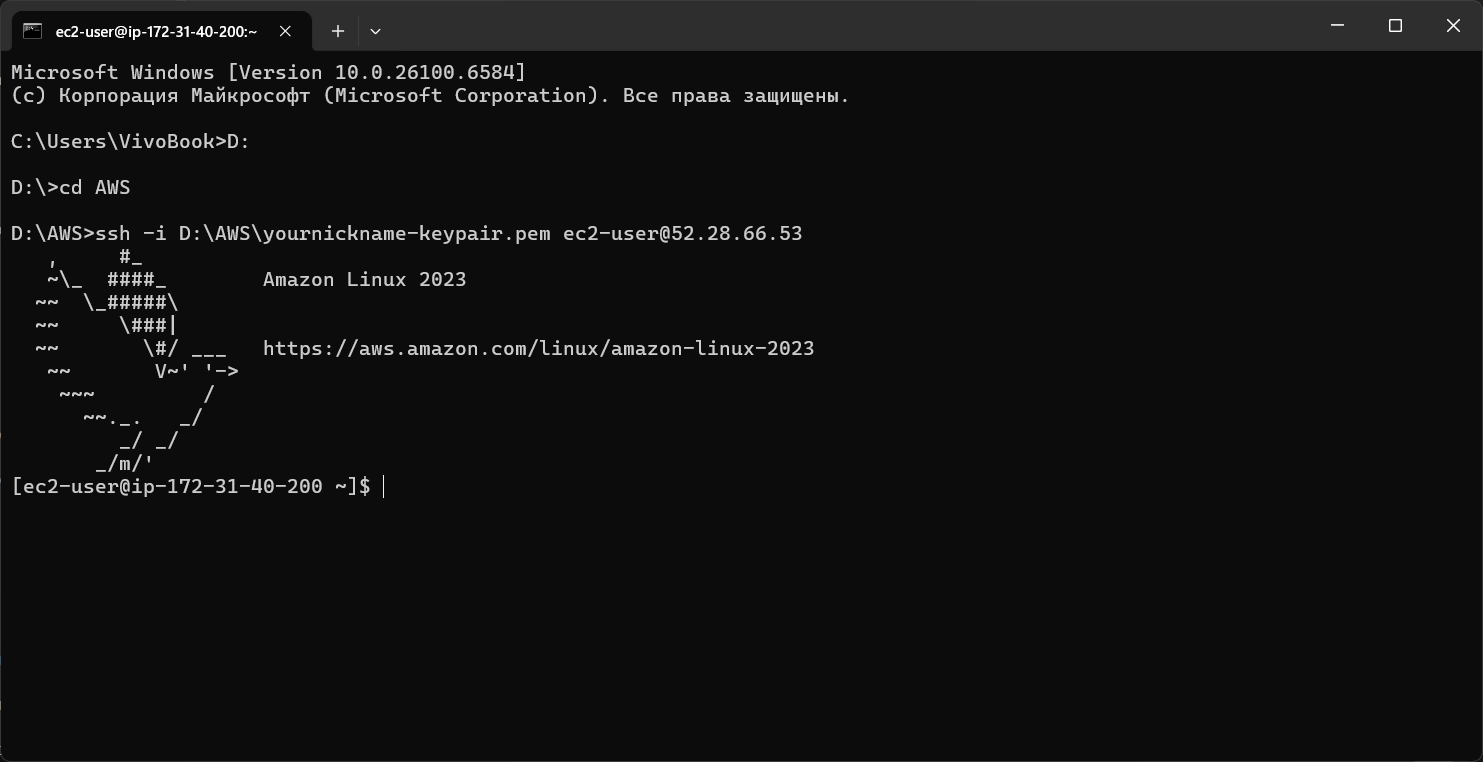 ec2-user@ip-172-31-40-200:~
Microsoft Windows [Version 10.0.26100.6584]
(c) Корпорация Майкрософт (Microsoft Corporation). Все права защищены.
C:\Users\VivoBook>D:
D:\>cd AWS
D:\AWS>ssh -i D:\AWS\yournickname-keypair.pem ec2-user@52.28.66.53
   ,     #_
   ~\_  ####_        Amazon Linux 2023
  ~~  \_#####\
  ~~     \###|
  ~~       \#/ ___   https://aws.amazon.com/linux/amazon-linux-2023
   ~~       V~' '->
    ~~~         /
      ~~._.   _/
         _/ _/
       _/m/'
[ec2-user@ip-172-31-40-200 ~]$